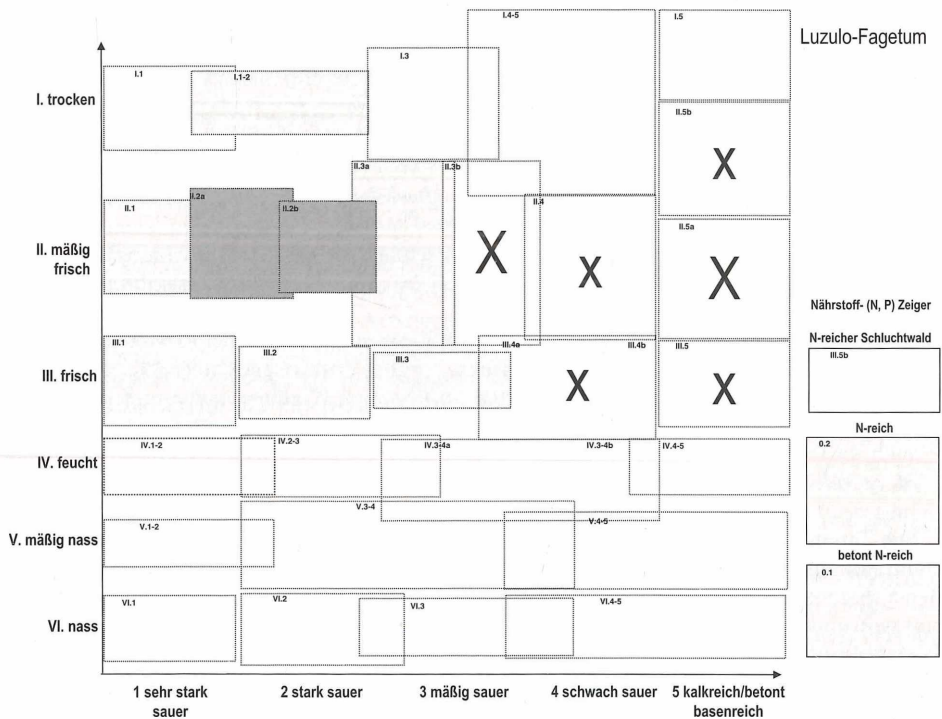 Luzulo-Fagetum
I.4-5
I.5
I.3
I.1
I.1-2
I. trocken
II.5b
X
II.3a
II.3b
II.2a
II.1
II.2b
II.4
II.5a
II. mäßig
frisch
X
X
X
Nährstoff- (N, P) Zeiger
N-reicher Schluchtwald
III.1
III.2
III.3
III.4a
III.4b
III.5
III.5b
III. frisch
X
X
N-reich
IV.1-2
IV.2-3
IV.3-4a
IV.3-4b
IV.4-5
0.2
IV. feucht
V.3-4
V.1-2
V.4-5
V. mäßig nass
betont N-reich
0.1
VI.1
VI.2
VI.3
VI.4-5
VI. nass
1 sehr stark
sauer
2 stark sauer
3 mäßig sauer
4 schwach sauer
5 kalkreich/betont
basenreich